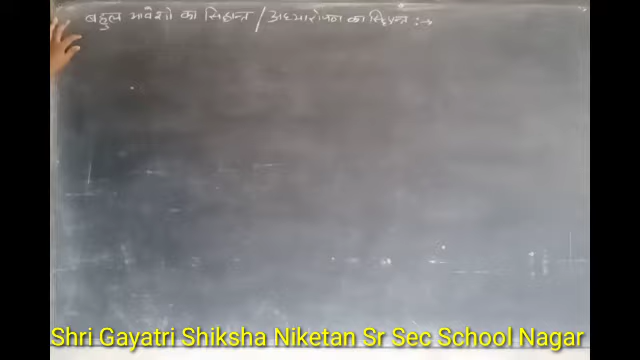 बहुल आवेशो का सिद्धान्त / अध्यारोपण का सिद्धान्त :→
Shri Gayatri Shiksha Niketan Sr Sec School Nagar